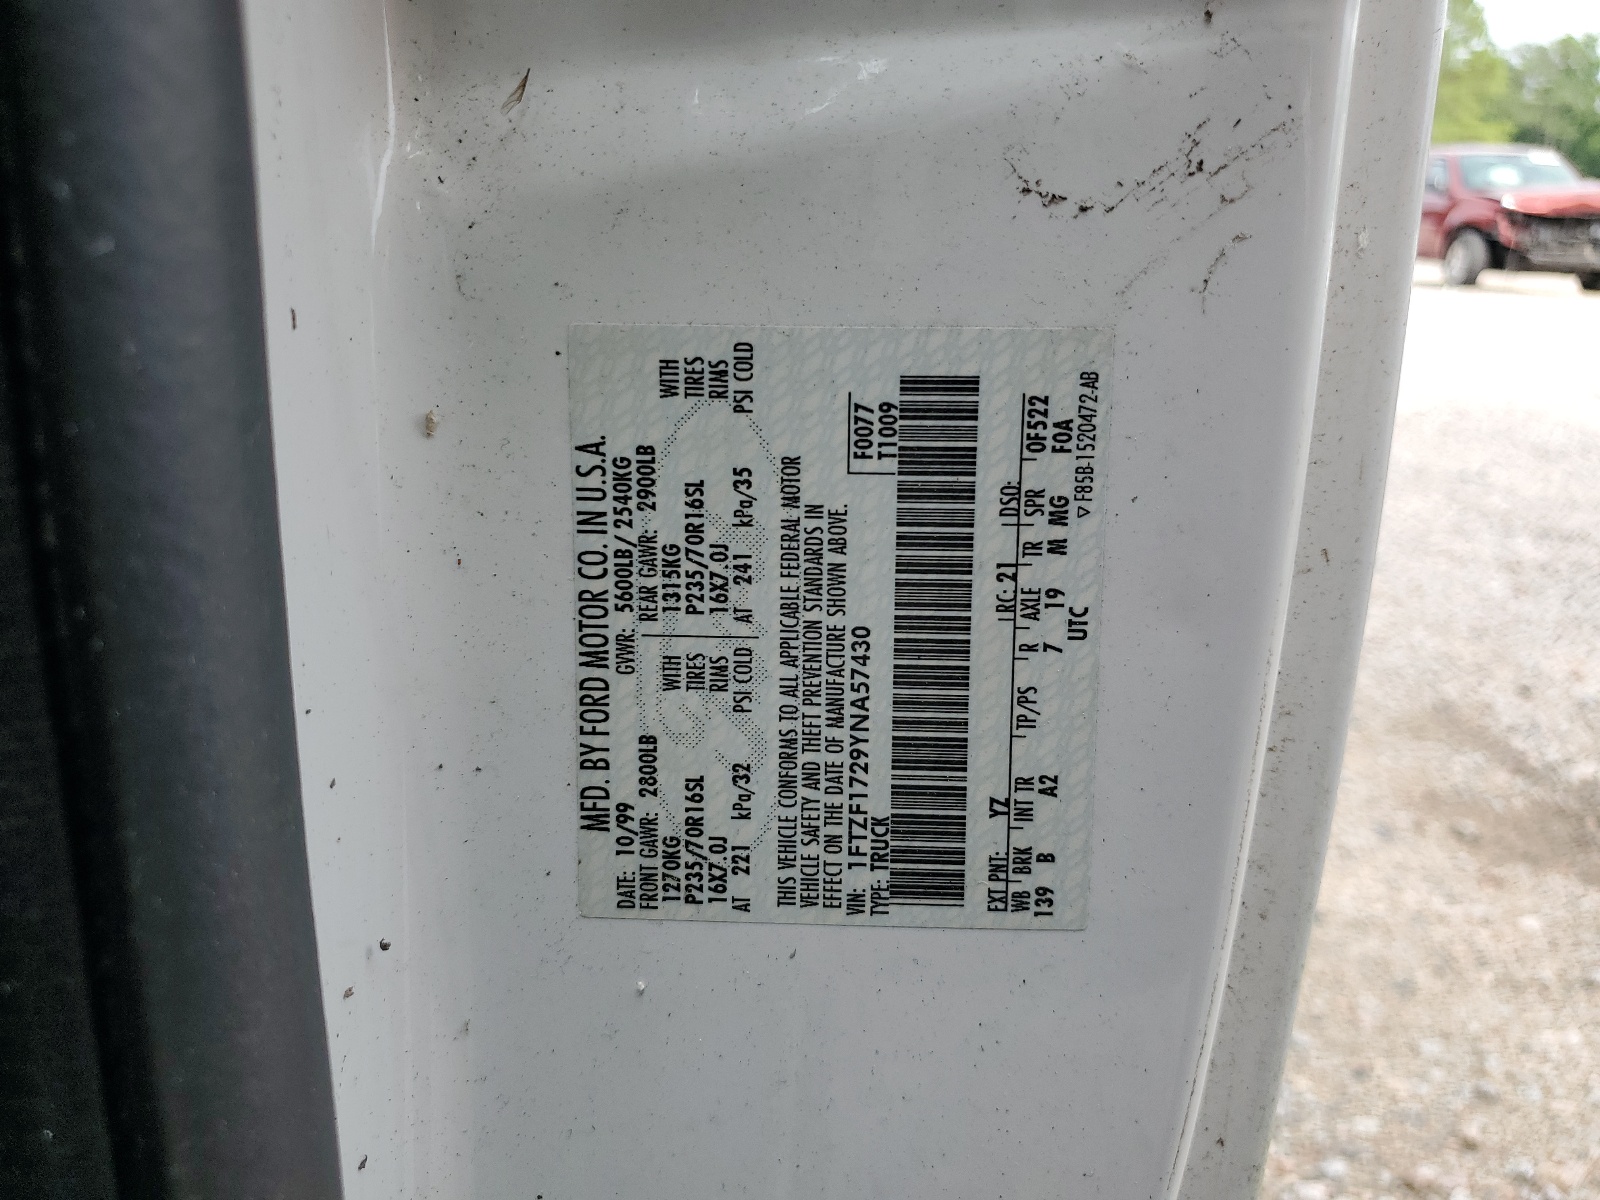 MFD. BY FORD MOTOR CO. IN U.S.A.
DATE: 10/99 GVWR: 5600LB/ 2540KG
FRONT GAWR: 2800LB REAR GAWR: 2900LB
1270KG WITH 1315KG WITH
P235/70R16SL TIRES P235/70R16SL TIRES
16X7.0J RIMS 16X7.0J RIMS
AT 221 kPa/32 PSI COLD AT 241 kPa/35 PSI COLD
THIS VEHICLE CONFORMS TO ALL APPLICABLE FEDERAL MOTOR
VEHICLE SAFETY AND THEFT PREVENTION STANDARDS IN
EFFECT ON THE DATE OF MANUFACTURE SHOWN ABOVE.
VIN: 1FTZF1729YNA57430 F0077
TYPE: TRUCK T1009
EXT PNT: YZ RC: 21 DSO:
WB BRK INT TR TP/PS R AXLE TR SPR 0F522
139 B A2 7 19 M MG F0A
UTC ▽ F85B-1520472-AB